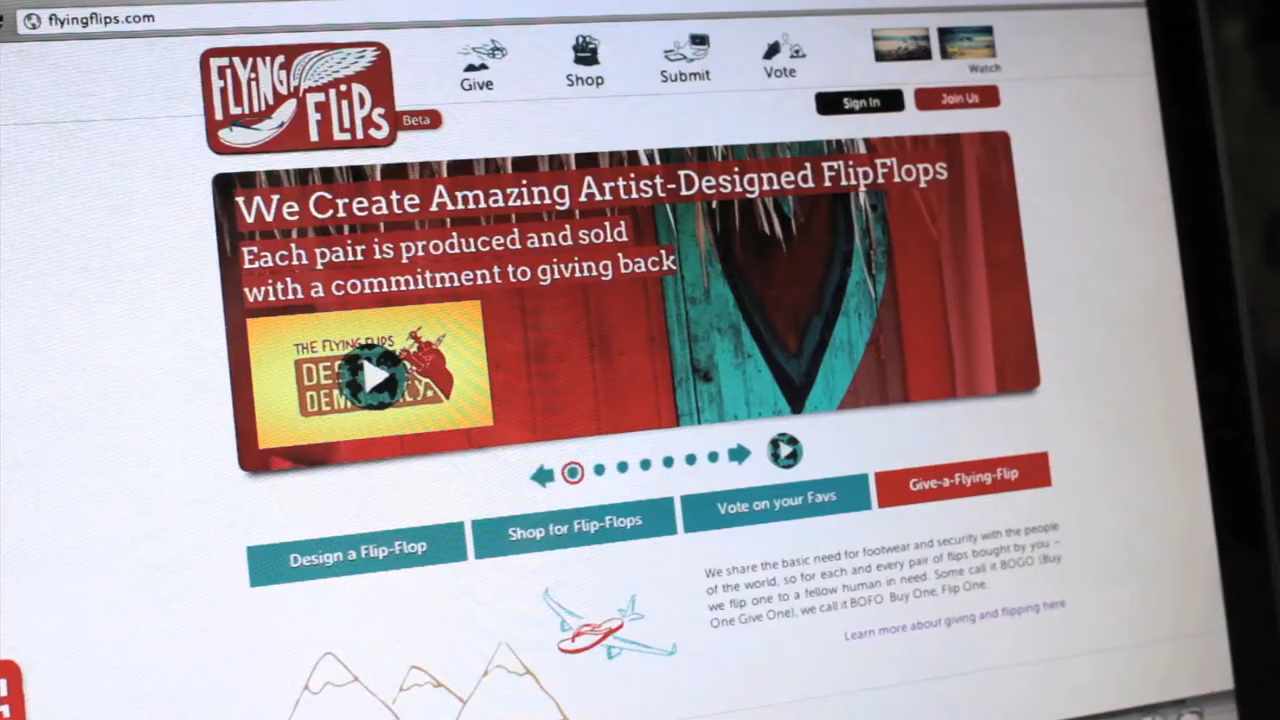 flyingflips.com
FLYING
FLiPS
Beta
Give
Shop
Submit
Vote
Watch
Sign In
Join Us
We Create Amazing Artist-Designed FlipFlops
Each pair is produced and sold
with a commitment to giving back
THE FLYING FLIPS
Design a Flip-Flop
Shop for Flip-Flops
Vote on your Favs
Give-a-Flying-Flip
We share the basic need for footwear and security with the people
of the world, so for each and every pair of flips bought by you –
we flip one to a fellow human in need. Some call it BOGO (Buy
One Give One), we call it BOFO Buy One, Flip One.
Learn more about giving and flipping here